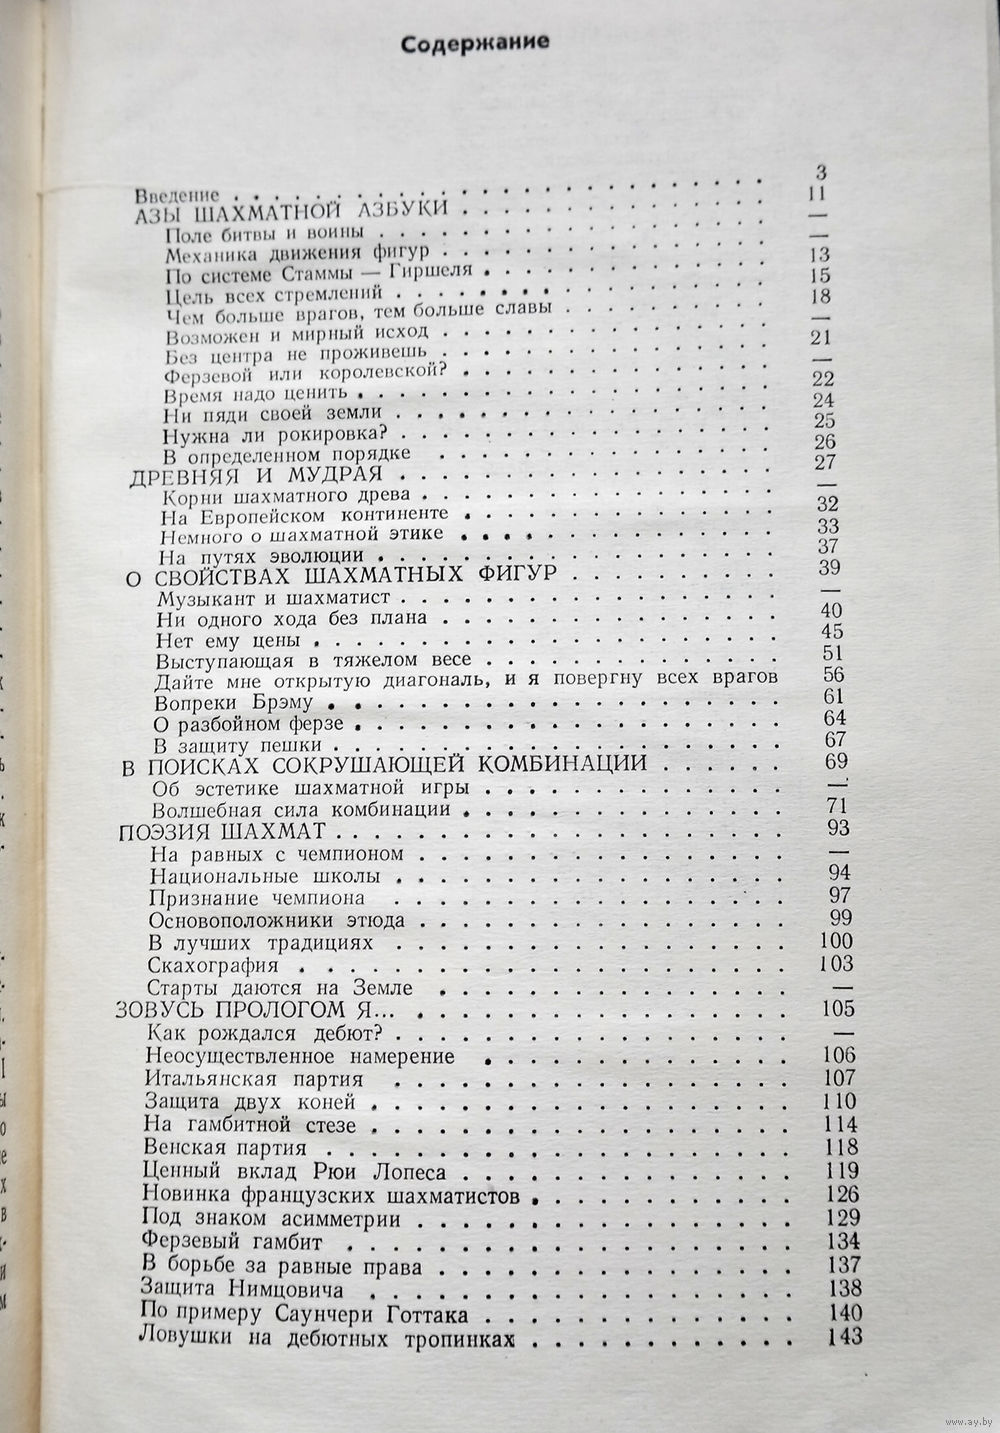 Содержание
Введение . . . . . . . . . . . . . . . . . . . 3
АЗЫ ШАХМАТНОЙ АЗБУКИ . . . . . . . . . . . 11
Поле битвы и воины . . . . . . . . . . . . . . —
Механика движения фигур . . . . . . . . . . . . —
По системе Стаммы — Гиршеля . . . . . . . . . . 13
Цель всех стремлений . . . . . . . . . . . . . 15
Чем больше врагов, тем больше славы . . . . . . . 18
Возможен и мирный исход . . . . . . . . . . . . —
Без центра не проживешь . . . . . . . . . . . . 21
Ферзевой или королевской? . . . . . . . . . . . —
Время надо ценить . . . . . . . . . . . . . . 22
Ни пяди своей земли . . . . . . . . . . . . . 24
Нужна ли рокировка? . . . . . . . . . . . . . 25
В определенном порядке . . . . . . . . . . . . 26
ДРЕВНЯЯ И МУДРАЯ . . . . . . . . . . . . . 27
Корни шахматного древа . . . . . . . . . . . . —
На Европейском континенте . . . . . . . . . . . 32
Немного о шахматной этике . . . . . . . . . . . 33
На путях эволюции . . . . . . . . . . . . . . 37
О СВОЙСТВАХ ШАХМАТНЫХ ФИГУР . . . . . . . . 39
Музыкант и шахматист . . . . . . . . . . . . . —
Ни одного хода без плана . . . . . . . . . . . 40
Нет ему цены . . . . . . . . . . . . . . . . 45
Выступающая в тяжелом весе . . . . . . . . . . 51
Дайте мне открытую диагональ, и я повергну всех врагов 56
Вопреки Брэму . . . . . . . . . . . . . . . . 61
О разбойном ферзе . . . . . . . . . . . . . . 64
В защиту пешки . . . . . . . . . . . . . . . 67
В ПОИСКАХ СОКРУШАЮЩЕЙ КОМБИНАЦИИ . . . . . 69
Об эстетике шахматной игры . . . . . . . . . . —
Волшебная сила комбинации . . . . . . . . . . . 71
ПОЭЗИЯ ШАХМАТ . . . . . . . . . . . . . . . 93
На равных с чемпионом . . . . . . . . . . . . —
Национальные школы . . . . . . . . . . . . . 94
Признание чемпиона . . . . . . . . . . . . . 97
Основоположники этюда . . . . . . . . . . . . 99
В лучших традициях . . . . . . . . . . . . . 100
Скахография . . . . . . . . . . . . . . . . 103
Старты даются на Земле . . . . . . . . . . . . —
ЗОВУСЬ ПРОЛОГОМ Я... . . . . . . . . . . . . 105
Как рождался дебют? . . . . . . . . . . . . . —
Неосуществленное намерение . . . . . . . . . . 106
Итальянская партия . . . . . . . . . . . . . 107
Защита двух коней . . . . . . . . . . . . . . 110
На гамбитной стезе . . . . . . . . . . . . . . 114
Венская партия . . . . . . . . . . . . . . . 118
Ценный вклад Рюи Лопеса . . . . . . . . . . . 119
Новинка французских шахматистов . . . . . . . . 126
Под знаком асимметрии . . . . . . . . . . . . 129
Ферзевый гамбит . . . . . . . . . . . . . . . 134
В борьбе за равные права . . . . . . . . . . . 137
Защита Нимцовича . . . . . . . . . . . . . . 138
По примеру Саунчери Готтака . . . . . . . . . . 140
Ловушки на дебютных тропинках . . . . . . . . . 143
www.ay.by